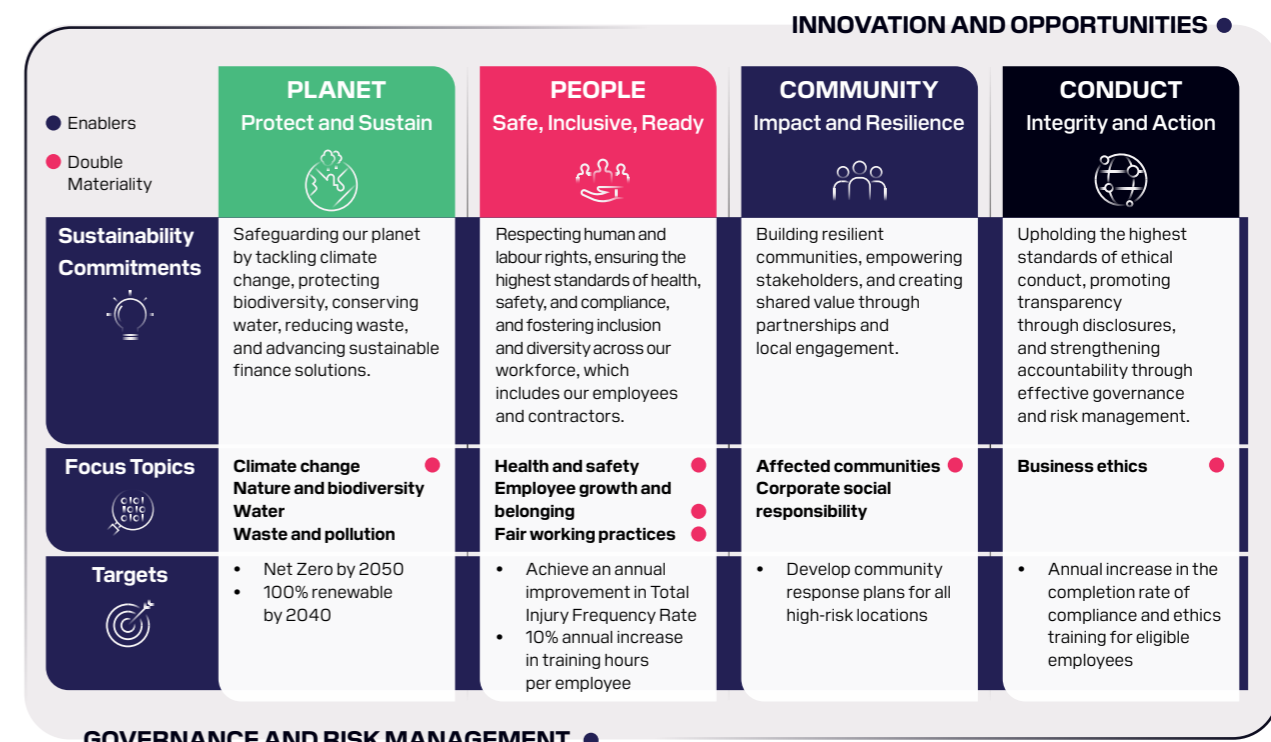 INNOVATION AND OPPORTUNITIES
Enablers
Double
Materiality
PLANET
Protect and Sustain
PEOPLE
Safe, Inclusive, Ready
COMMUNITY
Impact and Resilience
CONDUCT
Integrity and Action
Sustainability
Commitments
Safeguarding our planet
by tackling climate
change, protecting
biodiversity, conserving
water, reducing waste,
and advancing sustainable
finance solutions.
Respecting human and
labour rights, ensuring the
highest standards of health,
safety, and compliance,
and fostering inclusion
and diversity across our
workforce, which
includes our employees
and contractors.
Building resilient
communities, empowering
stakeholders, and creating
shared value through
partnerships and
local engagement.
Upholding the highest
standards of ethical
conduct, promoting
transparency
through disclosures,
and strengthening
accountability through
effective governance
and risk management.
Focus Topics
Climate change
Nature and biodiversity
Water
Waste and pollution
Health and safety
Employee growth and
belonging
Fair working practices
Affected communities
Corporate social
responsibility
Business ethics
Targets
• Net Zero by 2050
• 100% renewable
by 2040
• Achieve an annual
improvement in Total
Injury Frequency Rate
• 10% annual increase
in training hours
per employee
• Develop community
response plans for all
high-risk locations
• Annual increase in the
completion rate of
compliance and ethics
training for eligible
employees
GOVERNANCE AND RISK MANAGEMENT